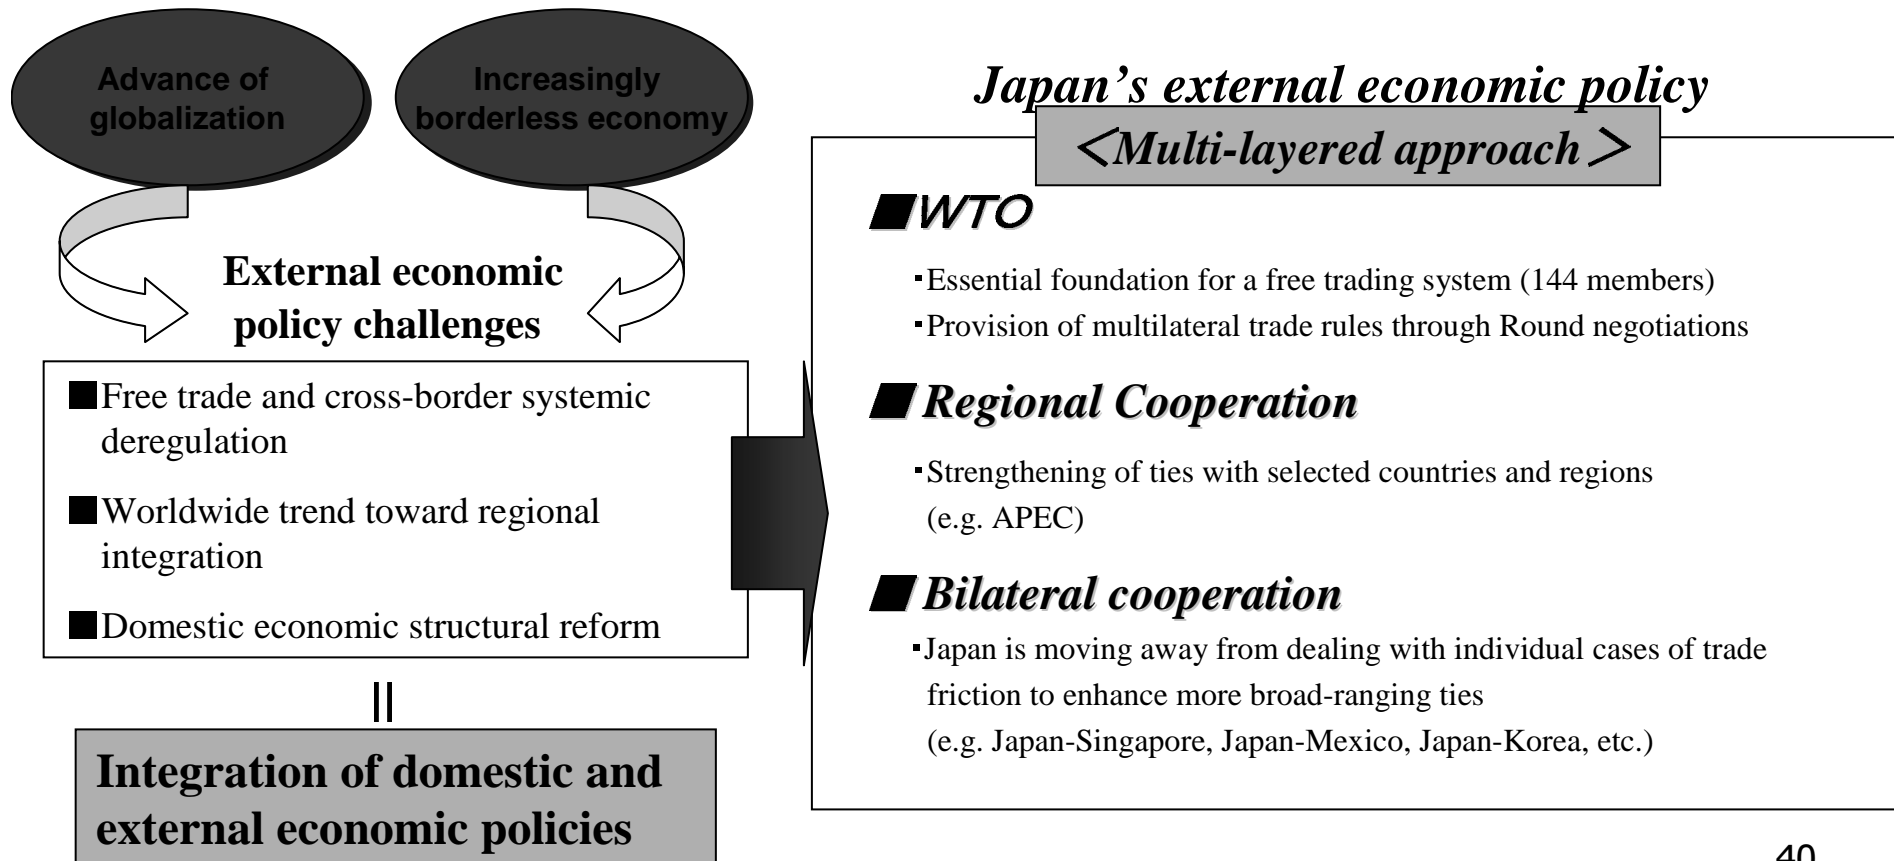 Advance of
globalization
Increasingly
borderless economy
External economic
policy challenges
■Free trade and cross-border systemic
deregulation
■Worldwide trend toward regional
integration
■Domestic economic structural reform
||
Integration of domestic and
external economic policies
Japan’s external economic policy
＜Multi-layered approach＞
■WTO
･Essential foundation for a free trading system (144 members)
･Provision of multilateral trade rules through Round negotiations
■Regional Cooperation
･Strengthening of ties with selected countries and regions
(e.g. APEC)
■Bilateral cooperation
･Japan is moving away from dealing with individual cases of trade
friction to enhance more broad-ranging ties
(e.g. Japan-Singapore, Japan-Mexico, Japan-Korea, etc.)
40